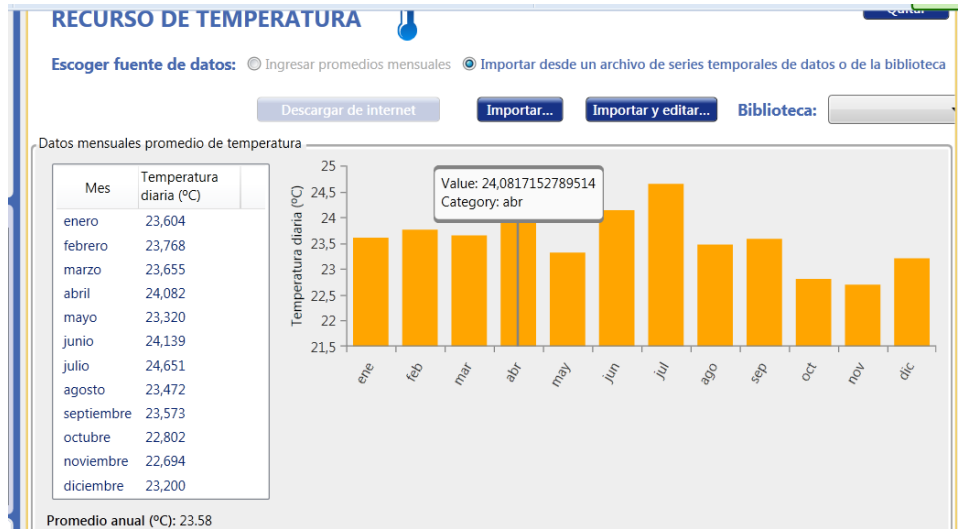 RECURSO DE TEMPERATURA
Quitar
Escoger fuente de datos: Ingresar promedios mensuales Importar desde un archivo de series temporales de datos o de la biblioteca
Descargar de internet Importar... Importar y editar... Biblioteca:
Datos mensuales promedio de temperatura
Mes Temperatura diaria (ºC)
enero 23,604
febrero 23,768
marzo 23,655
abril 24,082
mayo 23,320
junio 24,139
julio 24,651
agosto 23,472
septiembre 23,573
octubre 22,802
noviembre 22,694
diciembre 23,200
Temperatura diaria (ºC)
25
24,5
24
23,5
23
22,5
22
21,5
Value: 24,0817152789514
Category: abr
ene feb mar abr may jun jul ago sep oct nov dic
Promedio anual (ºC): 23.58